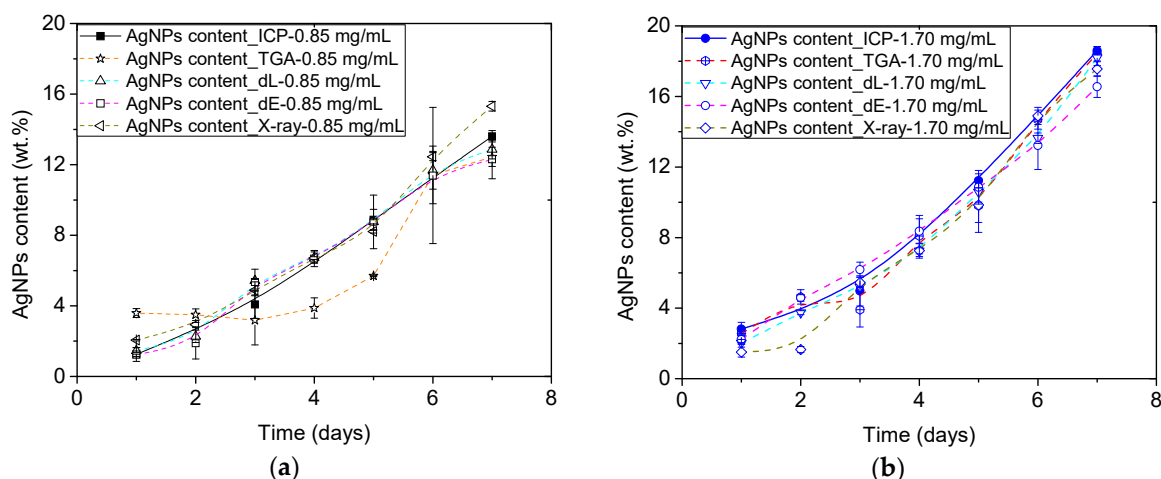 AgNPs content (wt.%)
20
16
12
8
4
0
AgNPs content_ICP-0.85 mg/mL
AgNPs content_TGA-0.85 mg/mL
AgNPs content_dL-0.85 mg/mL
AgNPs content_dE-0.85 mg/mL
AgNPs content_X-ray-0.85 mg/mL
0 2 4 6 8
Time (days)
(a)
AgNPs content (wt.%)
20
16
12
8
4
0
AgNPs content_ICP-1.70 mg/mL
AgNPs content_TGA-1.70 mg/mL
AgNPs content_dL-1.70 mg/mL
AgNPs content_dE-1.70 mg/mL
AgNPs content_X-ray-1.70 mg/mL
0 2 4 6 8
Time (days)
(b)